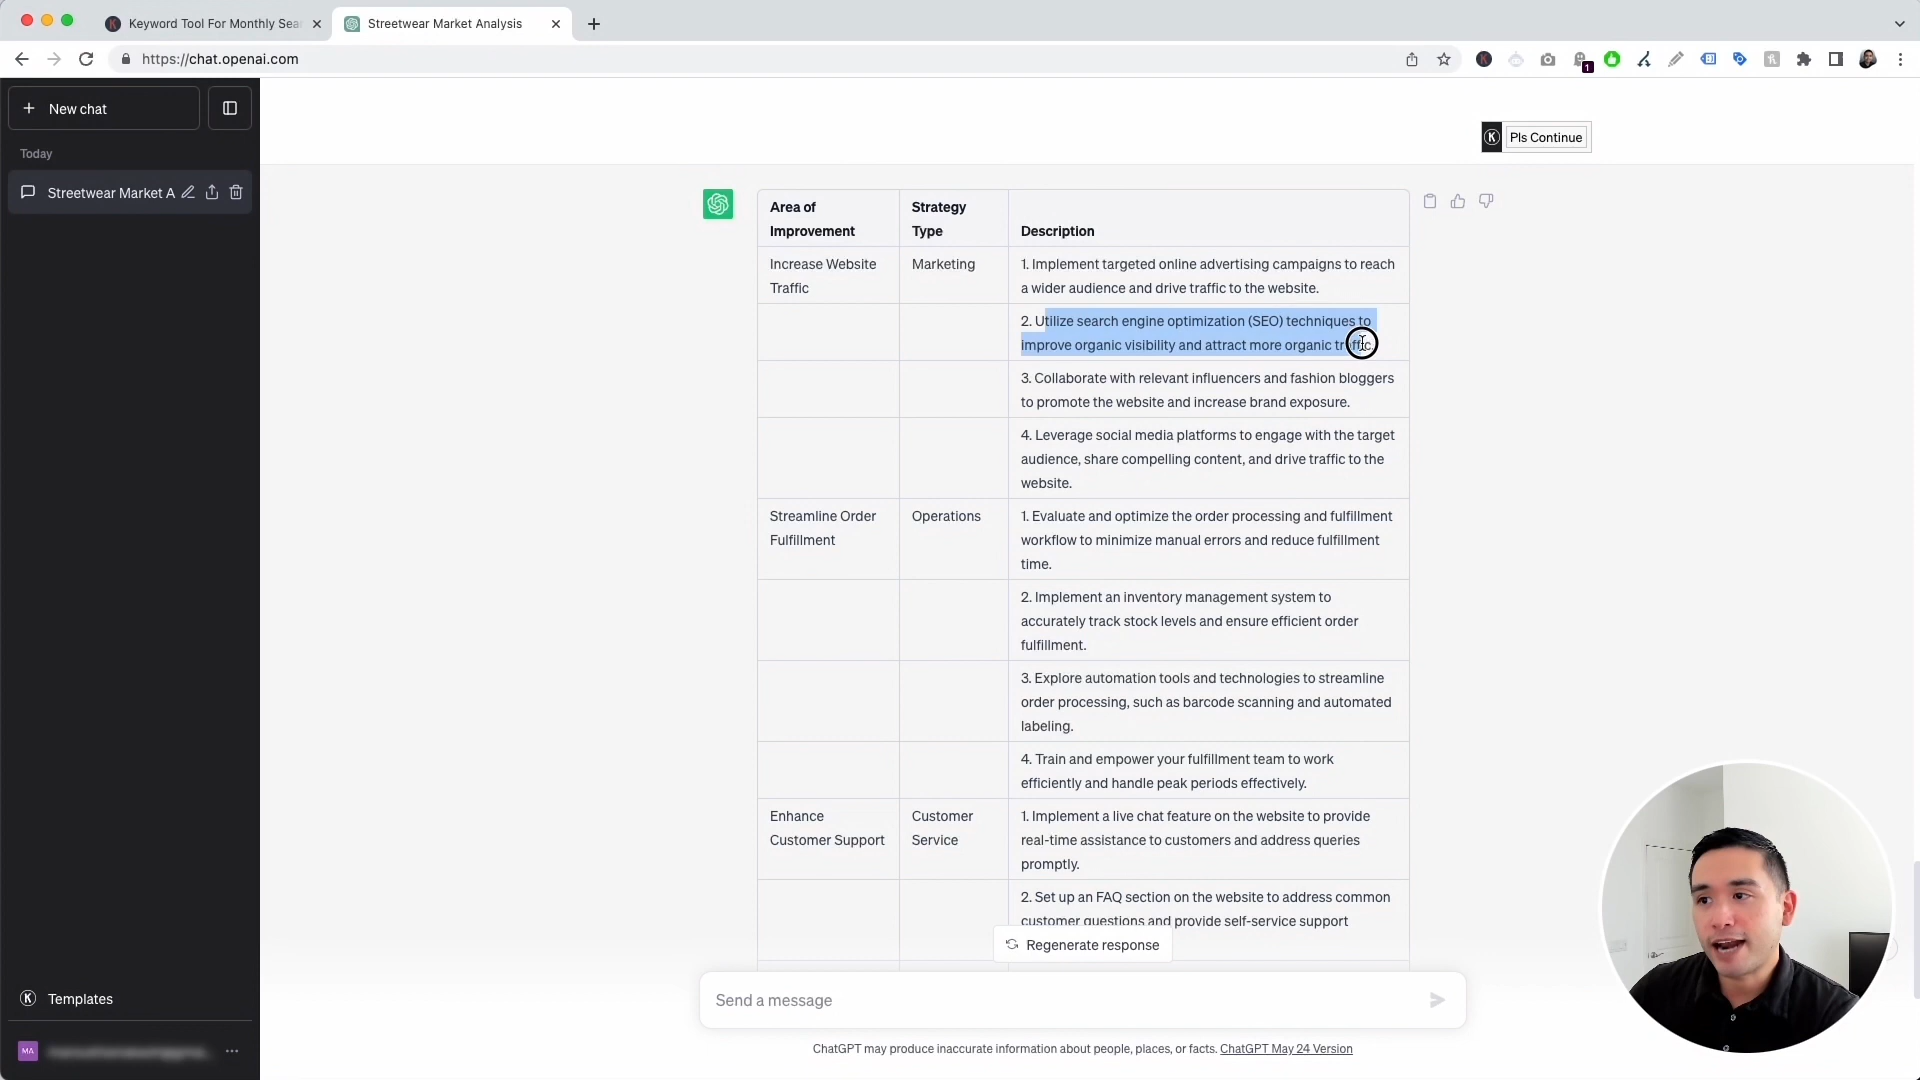 Keyword Tool For Monthly Sea
Streetwear Market Analysis
https://chat.openai.com
1
New chat
Today
Streetwear Market A
Pls Continue
Area of
Improvement
Strategy
Type
Description
Increase Website
Traffic
Marketing
1. Implement targeted online advertising campaigns to reach
a wider audience and drive traffic to the website.
2. Utilize search engine optimization (SEO) techniques to
improve organic visibility and attract more organic traffic.
3. Collaborate with relevant influencers and fashion bloggers
to promote the website and increase brand exposure.
4. Leverage social media platforms to engage with the target
audience, share compelling content, and drive traffic to the
website.
Streamline Order
Fulfillment
Operations
1. Evaluate and optimize the order processing and fulfillment
workflow to minimize manual errors and reduce fulfillment
time.
2. Implement an inventory management system to
accurately track stock levels and ensure efficient order
fulfillment.
3. Explore automation tools and technologies to streamline
order processing, such as barcode scanning and automated
labeling.
4. Train and empower your fulfillment team to work
efficiently and handle peak periods effectively.
Enhance
Customer Support
Customer
Service
1. Implement a live chat feature on the website to provide
real-time assistance to customers and address queries
promptly.
2. Set up an FAQ section on the website to address common
customer questions and provide self-service support
Regenerate response
Send a message
ChatGPT may produce inaccurate information about people, places, or facts. ChatGPT May 24 Version
Templates
MA